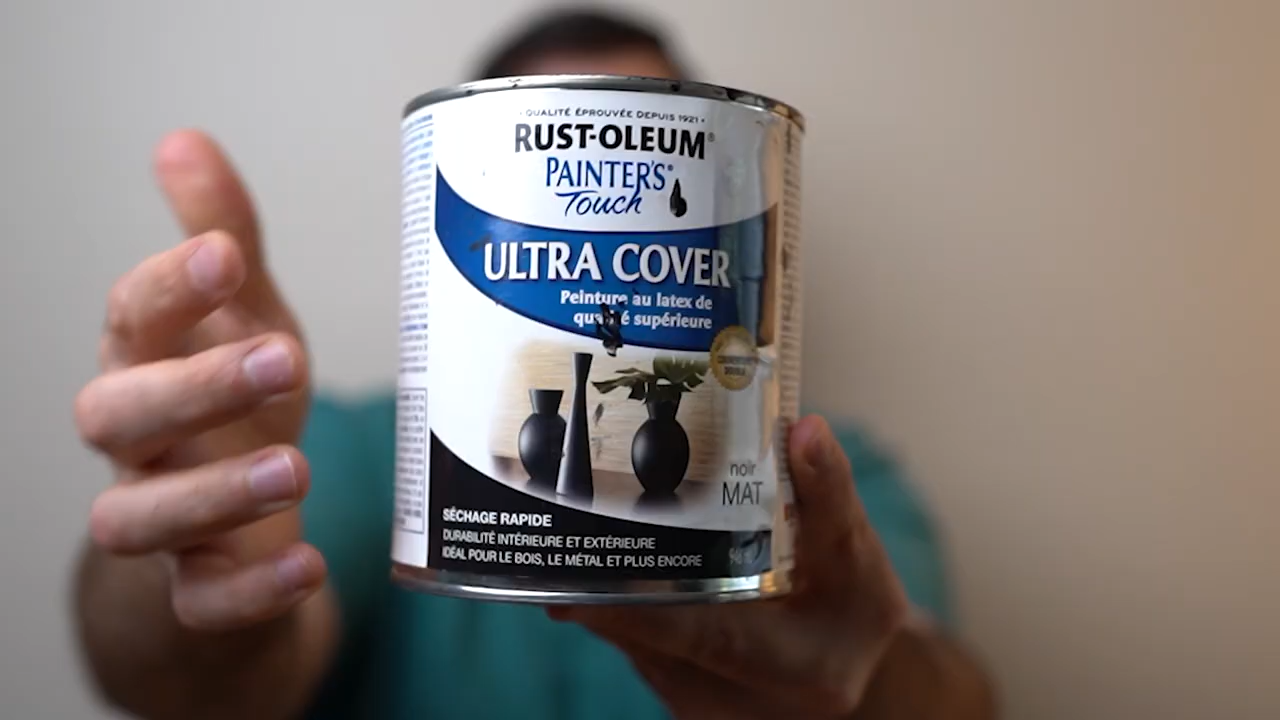 · QUALITÉ ÉPROUVÉE DEPUIS 1921 ·
RUST-OLEUM®
PAINTER'S®
Touch
ULTRA COVER
Peinture au latex de
qualité supérieure
noir
MAT
SÉCHAGE RAPIDE
DURABILITÉ INTÉRIEURE ET EXTÉRIEURE
IDÉAL POUR LE BOIS, LE MÉTAL ET PLUS ENCORE